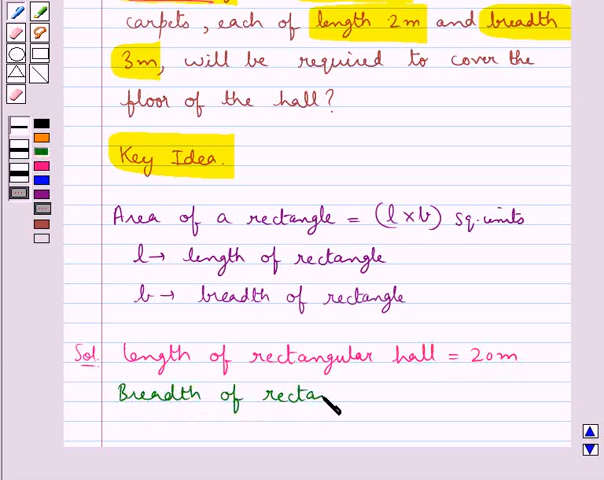 carpets, each of length 2m and breadth
3m, will be required to cover the
floor of the hall?
Key Idea.
Area of a rectangle = (l × b) sq. units
l → length of rectangle
b → breadth of rectangle
Sol. length of rectangular hall = 20m
Breadth of recta